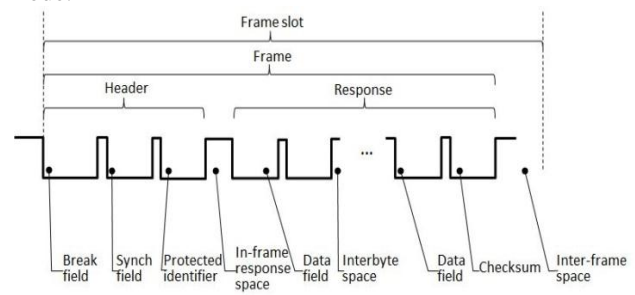 Frame slot
Frame
Header
Response
...
Break
field
Synch
field
Protected
identifier
In-frame
response
space
Data
field
Interbyte
space
Data
field
Checksum
Inter-frame
space